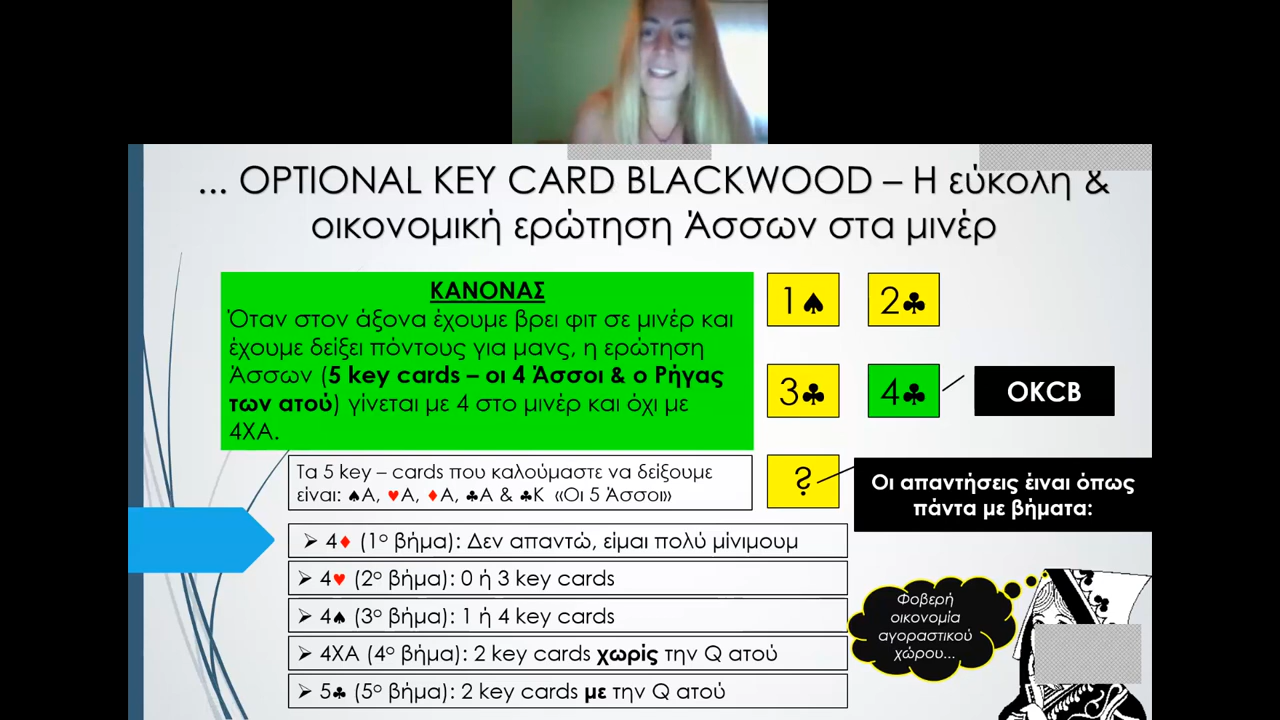 ... OPTIONAL KEY CARD BLACKWOOD – Η εύκολη &
οικονομική ερώτηση Άσσων στα μινέρ
ΚΑΝΟΝΑΣ
Όταν στον άξονα έχουμε βρει φιτ σε μινέρ και
έχουμε δείξει πόντους για μανς, η ερώτηση
Άσσων (5 key cards – οι 4 Άσσοι & ο Ρήγας
των ατού) γίνεται με 4 στο μινέρ και όχι με
4ΧΑ.
1♠ 2♣
3♣ 4♣ OKCB
Τα 5 key – cards που καλούμαστε να δείξουμε
είναι: ♠A, ♥A, ♦A, ♣A & ♣K «Οι 5 Άσσοι»
?
Οι απαντήσεις έιναι όπως
πάντα με βήματα:
➢ 4♦ (1ο βήμα): Δεν απαντώ, είμαι πολύ μίνιμουμ
➢ 4♥ (2ο βήμα): 0 ή 3 key cards
➢ 4♠ (3ο βήμα): 1 ή 4 key cards
➢ 4ΧΑ (4ο βήμα): 2 key cards χωρίς την Q ατού
➢ 5♣ (5ο βήμα): 2 key cards με την Q ατού
Φοβερή
οικονομία
αγοραστικού
χώρου...